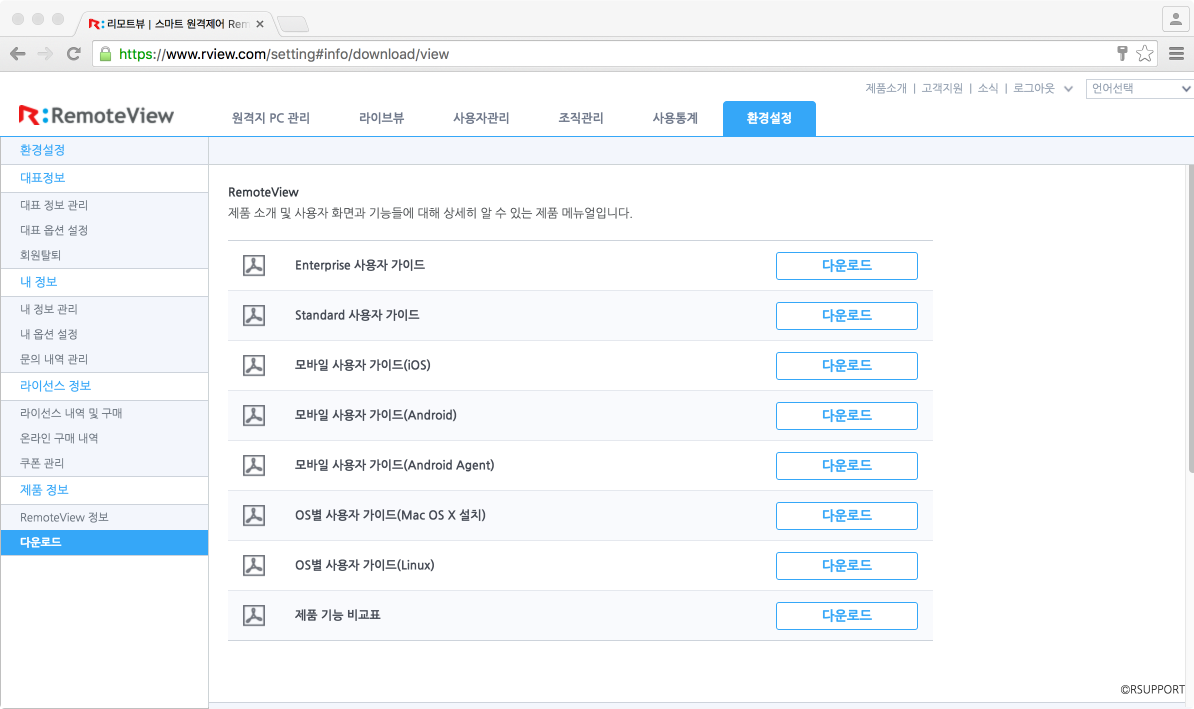 R:리모트뷰 | 스마트 원격제어 Rem
https://www.rview.com/setting#info/download/view
제품소개 | 고객지원 | 소식 | 로그아웃
언어선택
R:RemoteView
원격지 PC 관리
라이브뷰
사용자관리
조직관리
사용통계
환경설정
환경설정
대표정보
대표 정보 관리
대표 옵션 설정
회원탈퇴
내 정보
내 정보 관리
내 옵션 설정
문의 내역 관리
라이선스 정보
라이선스 내역 및 구매
온라인 구매 내역
쿠폰 관리
제품 정보
RemoteView 정보
다운로드
RemoteView
제품 소개 및 사용자 화면과 기능들에 대해 상세히 알 수 있는 제품 메뉴얼입니다.
Enterprise 사용자 가이드 다운로드
Standard 사용자 가이드 다운로드
모바일 사용자 가이드(iOS) 다운로드
모바일 사용자 가이드(Android) 다운로드
모바일 사용자 가이드(Android Agent) 다운로드
OS별 사용자 가이드(Mac OS X 설치) 다운로드
OS별 사용자 가이드(Linux) 다운로드
제품 기능 비교표 다운로드
©RSUPPORT